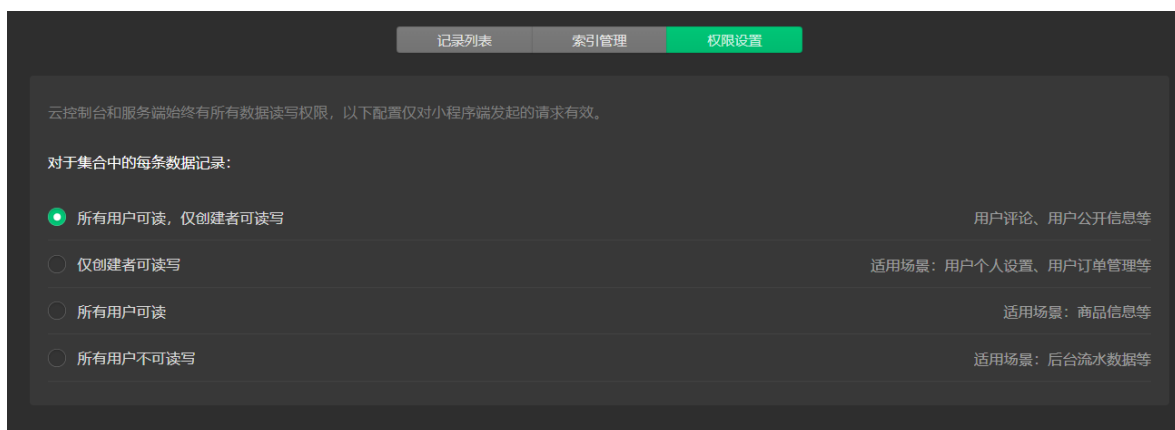 记录列表 索引管理 权限设置
云控制台和服务端始终有所有数据读写权限，以下配置仅对小程序端发起的请求有效。
对于集合中的每条数据记录：
所有用户可读，仅创建者可读写 用户评论、用户公开信息等
仅创建者可读写 适用场景：用户个人设置、用户订单管理等
所有用户可读 适用场景：商品信息等
所有用户不可读写 适用场景：后台流水数据等